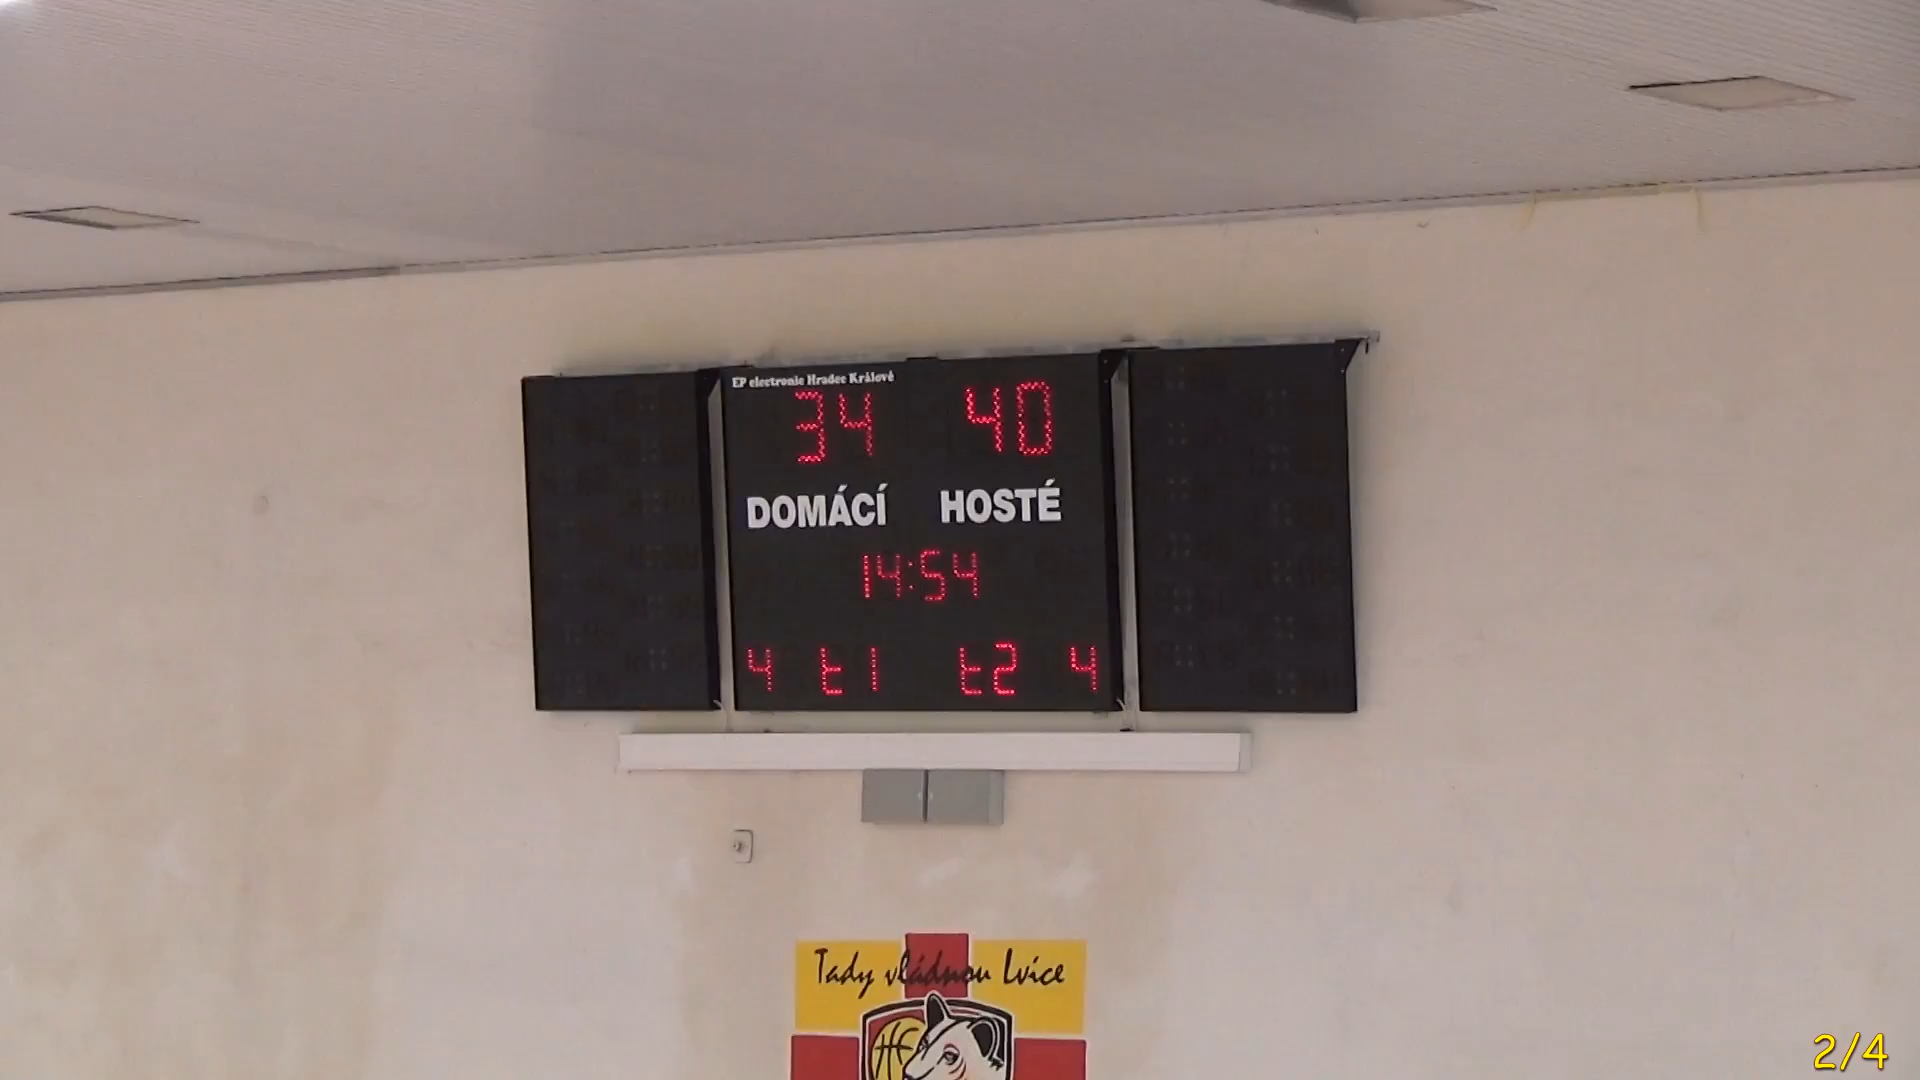 EP electronic Hradec Králové
34 40
DOMÁCÍ HOSTÉ
14:54
4 t1 t2 4
Tady vládnou Lvice
2/4